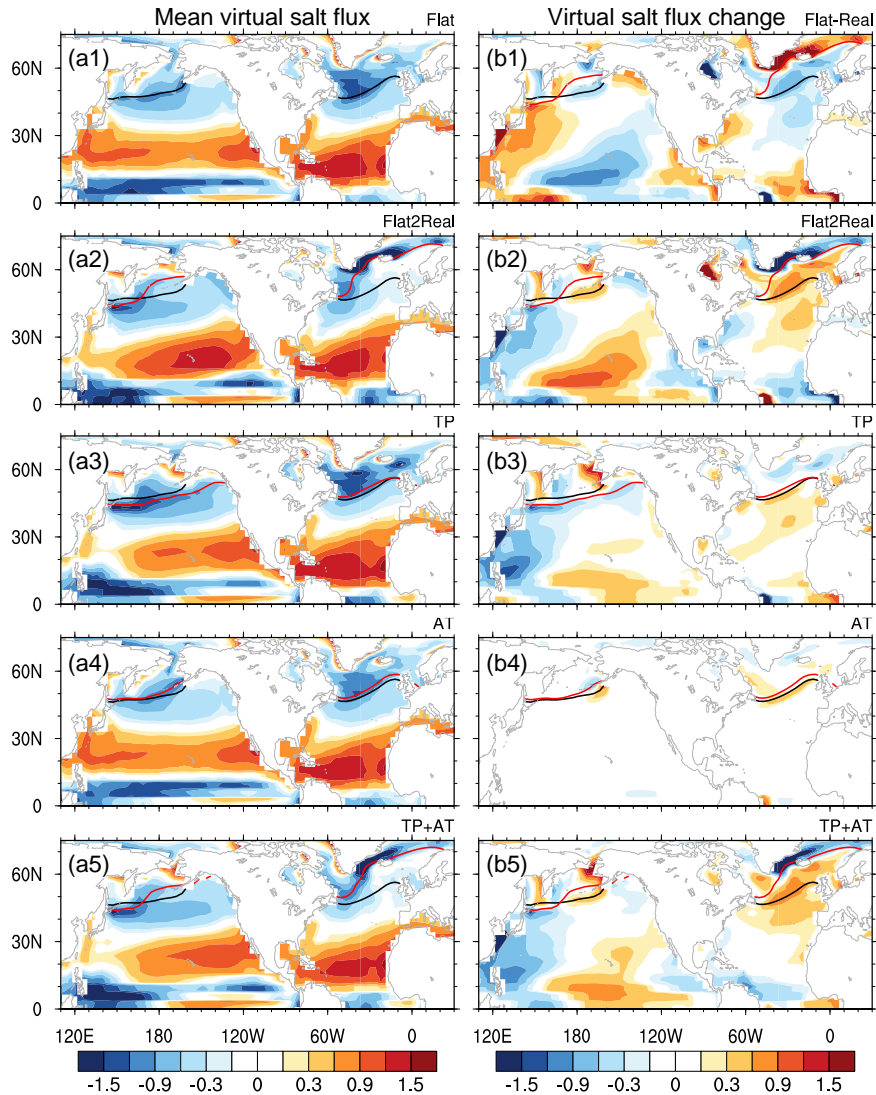 Mean virtual salt flux
Virtual salt flux change
Flat
Flat-Real
(a1)
(b1)
60N
30N
0
Flat2Real
Flat2Real
(a2)
(b2)
60N
30N
0
TP
TP
(a3)
(b3)
60N
30N
0
AT
AT
(a4)
(b4)
60N
30N
0
TP+AT
TP+AT
(a5)
(b5)
60N
30N
0
120E 180 120W 60W 0
120E 180 120W 60W 0
-1.5 -0.9 -0.3 0 0.3 0.9 1.5
-1.5 -0.9 -0.3 0 0.3 0.9 1.5